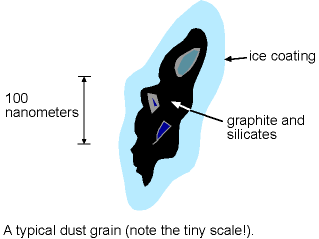 ice coating
100
nanometers
graphite and
silicates
A typical dust grain (note the tiny scale!).